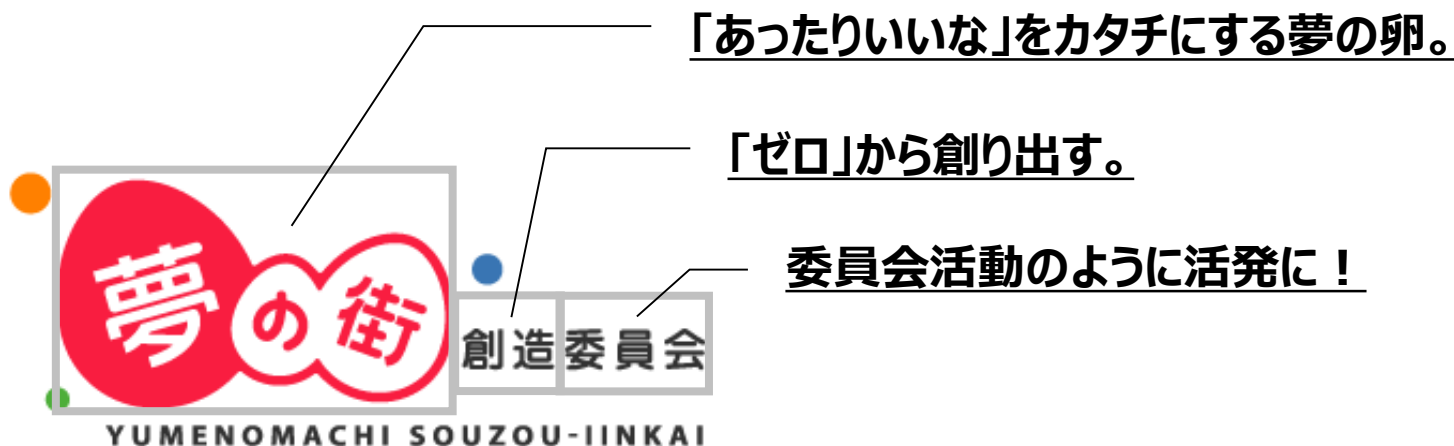 「あったりいいな」をカタチにする夢の卵。
「ゼロ」から創り出す。
委員会活動のように活発に！
夢の街
創造委員会
YUMENOMACHI SOUZOU-IINKAI